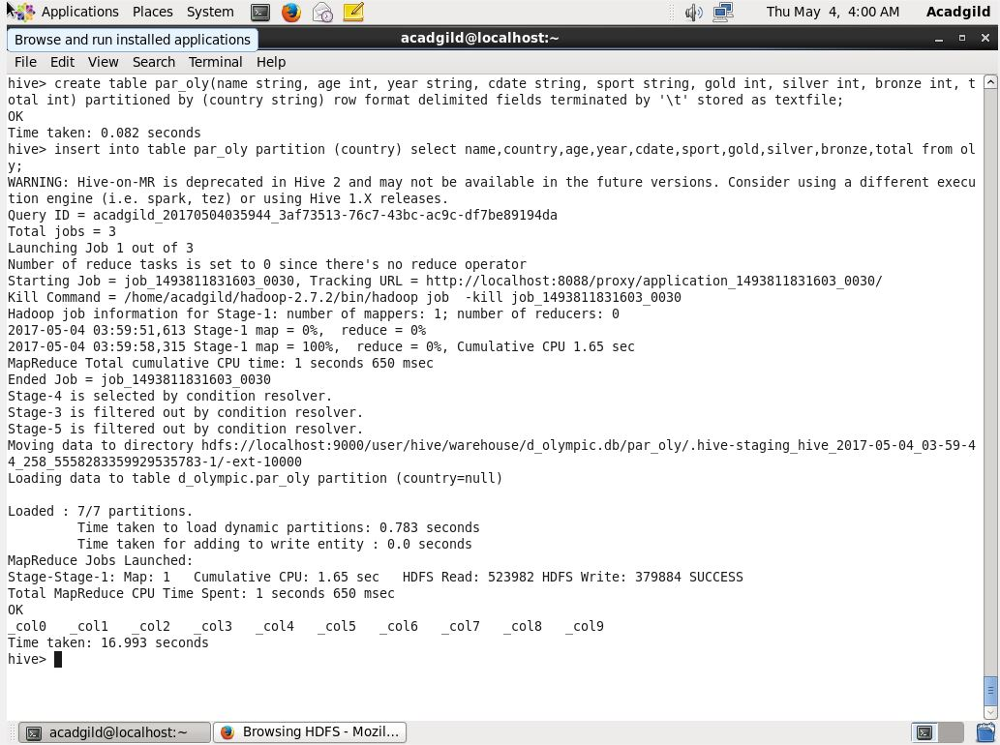 Applications Places System Thu May 4, 4:00 AM Acadgild
Browse and run installed applications
acadgild@localhost:~
File Edit View Search Terminal Help
hive> create table par_oly(name string, age int, year string, cdate string, sport string, gold int, silver int, bronze int, t
otal int) partitioned by (country string) row format delimited fields terminated by '\t' stored as textfile;
OK
Time taken: 0.082 seconds
hive> insert into table par_oly partition (country) select name,country,age,year,cdate,sport,gold,silver,bronze,total from ol
y;
WARNING: Hive-on-MR is deprecated in Hive 2 and may not be available in the future versions. Consider using a different execu
tion engine (i.e. spark, tez) or using Hive 1.X releases.
Query ID = acadgild_20170504035944_3af73513-76c7-43bc-ac9c-df7be89194da
Total jobs = 3
Launching Job 1 out of 3
Number of reduce tasks is set to 0 since there's no reduce operator
Starting Job = job_1493811831603_0030, Tracking URL = http://localhost:8088/proxy/application_1493811831603_0030/
Kill Command = /home/acadgild/hadoop-2.7.2/bin/hadoop job  -kill job_1493811831603_0030
Hadoop job information for Stage-1: number of mappers: 1; number of reducers: 0
2017-05-04 03:59:51,613 Stage-1 map = 0%,  reduce = 0%
2017-05-04 03:59:58,315 Stage-1 map = 100%,  reduce = 0%, Cumulative CPU 1.65 sec
MapReduce Total cumulative CPU time: 1 seconds 650 msec
Ended Job = job_1493811831603_0030
Stage-4 is selected by condition resolver.
Stage-3 is filtered out by condition resolver.
Stage-5 is filtered out by condition resolver.
Moving data to directory hdfs://localhost:9000/user/hive/warehouse/d_olympic.db/par_oly/.hive-staging_hive_2017-05-04_03-59-4
4_258_5558283359929535783-1/-ext-10000
Loading data to table d_olympic.par_oly partition (country=null)
Loaded : 7/7 partitions.
Time taken to load dynamic partitions: 0.783 seconds
Time taken for adding to write entity : 0.0 seconds
MapReduce Jobs Launched:
Stage-Stage-1: Map: 1   Cumulative CPU: 1.65 sec   HDFS Read: 523982 HDFS Write: 379884 SUCCESS
Total MapReduce CPU Time Spent: 1 seconds 650 msec
OK
_col0   _col1   _col2   _col3   _col4   _col5   _col6   _col7   _col8   _col9
Time taken: 16.993 seconds
hive>
acadgild@localhost:~ Browsing HDFS - Mozil...